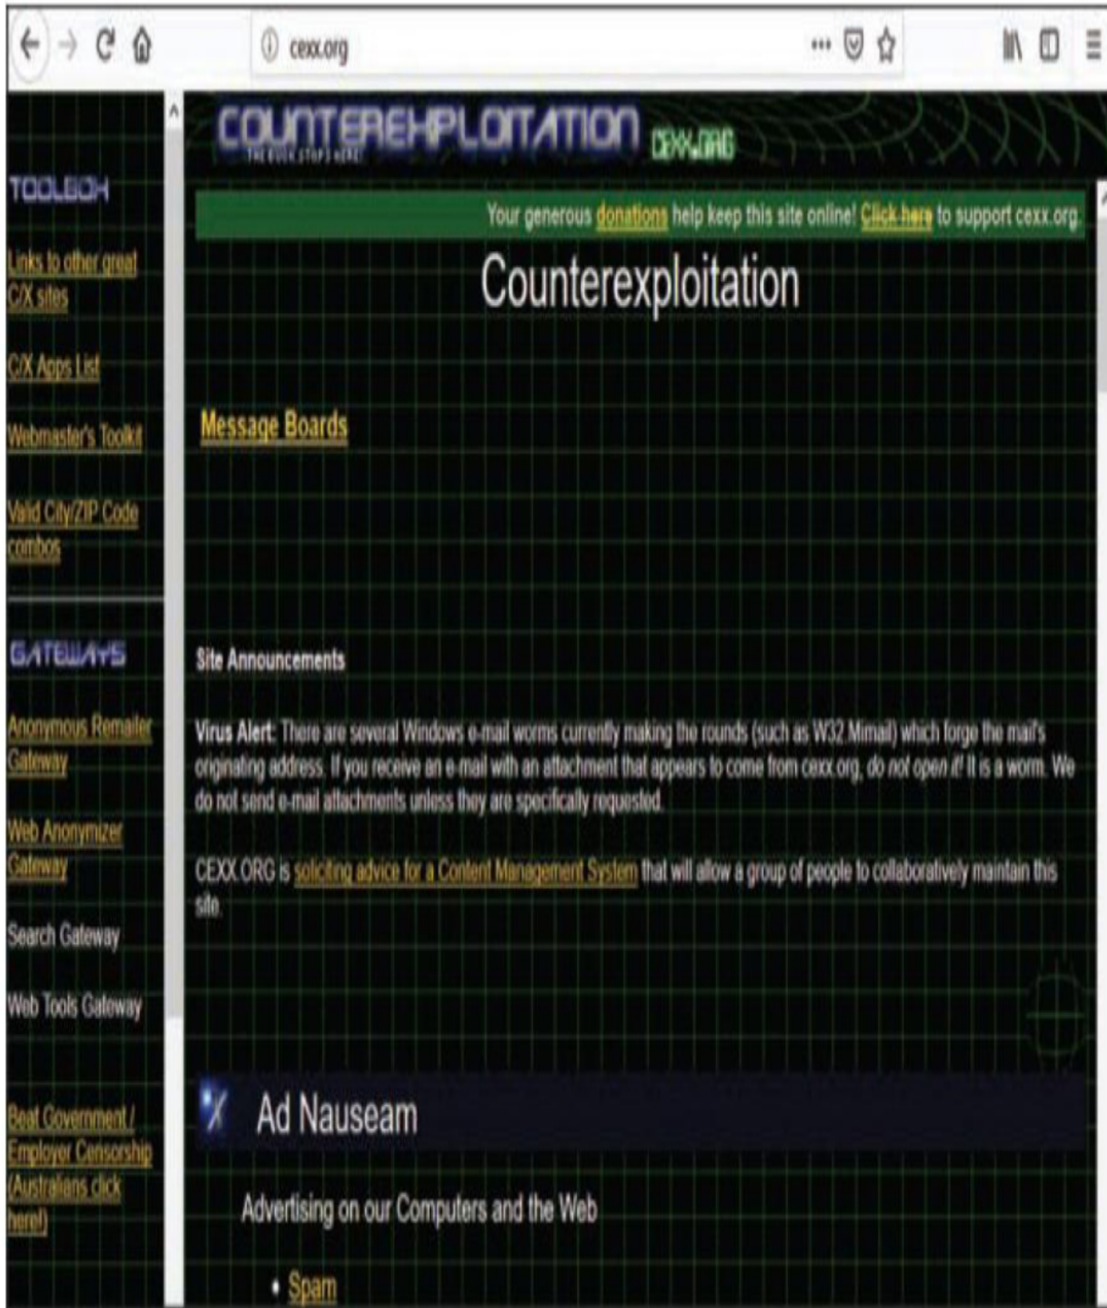 cexx.org
COUNTEREXPLOITATION CEXX.ORG
THE BUCK STOPS HERE!
TOOLBOX
Links to other great
C/X sites
C/X Apps List
Webmaster's Toolkit
Valid City/ZIP Code
combos
GATEWAYS
Anonymous Remailer
Gateway
Web Anonymizer
Gateway
Search Gateway
Web Tools Gateway
Beat Government /
Employer Censorship
(Australians click
here!)
Your generous donations help keep this site online! Click here to support cexx.org.
Counterexploitation
Message Boards
Site Announcements
Virus Alert: There are several Windows e-mail worms currently making the rounds (such as W32.Mimail) which forge the mail's
originating address. If you receive an e-mail with an attachment that appears to come from cexx.org, do not open it! It is a worm. We
do not send e-mail attachments unless they are specifically requested.
CEXX.ORG is soliciting advice for a Content Management System that will allow a group of people to collaboratively maintain this
site.
Ad Nauseam
Advertising on our Computers and the Web
• Spam